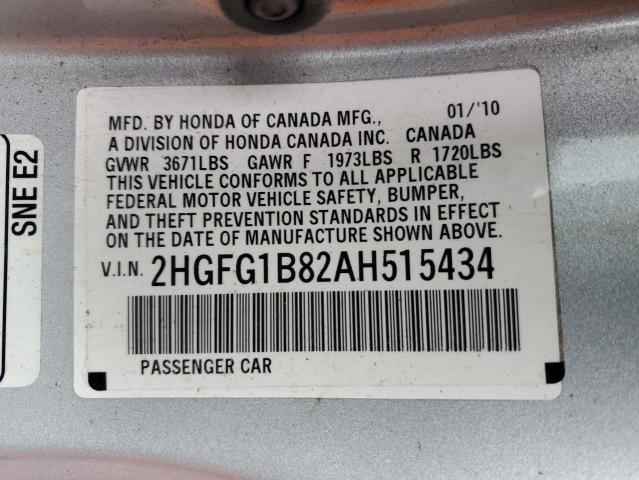 MFD. BY HONDA OF CANADA MFG., 01/'10
A DIVISION OF HONDA CANADA INC. CANADA
GVWR 3671LBS GAWR F 1973LBS R 1720LBS
THIS VEHICLE CONFORMS TO ALL APPLICABLE
FEDERAL MOTOR VEHICLE SAFETY, BUMPER,
AND THEFT PREVENTION STANDARDS IN EFFECT
ON THE DATE OF MANUFACTURE SHOWN ABOVE.
V.I.N. 2HGFG1B82AH515434
PASSENGER CAR
SNE E2